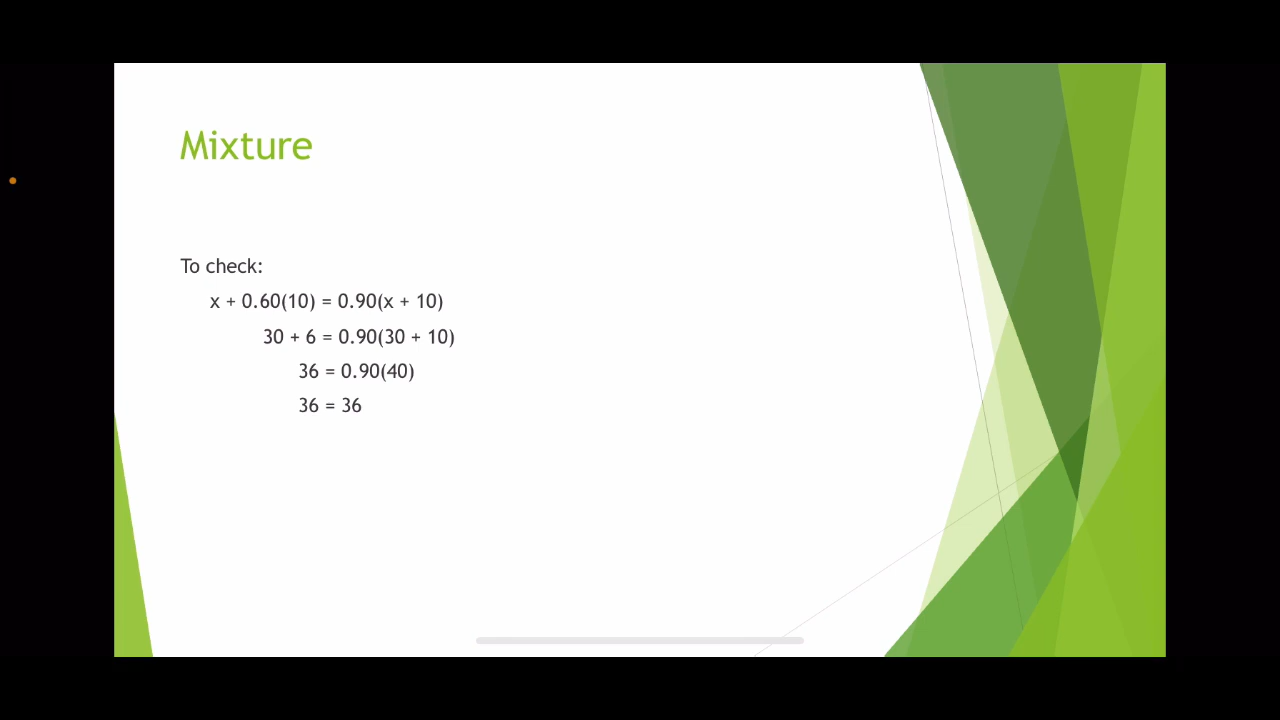 Mixture
To check:
x + 0.60(10) = 0.90(x + 10)
30 + 6 = 0.90(30 + 10)
36 = 0.90(40)
36 = 36